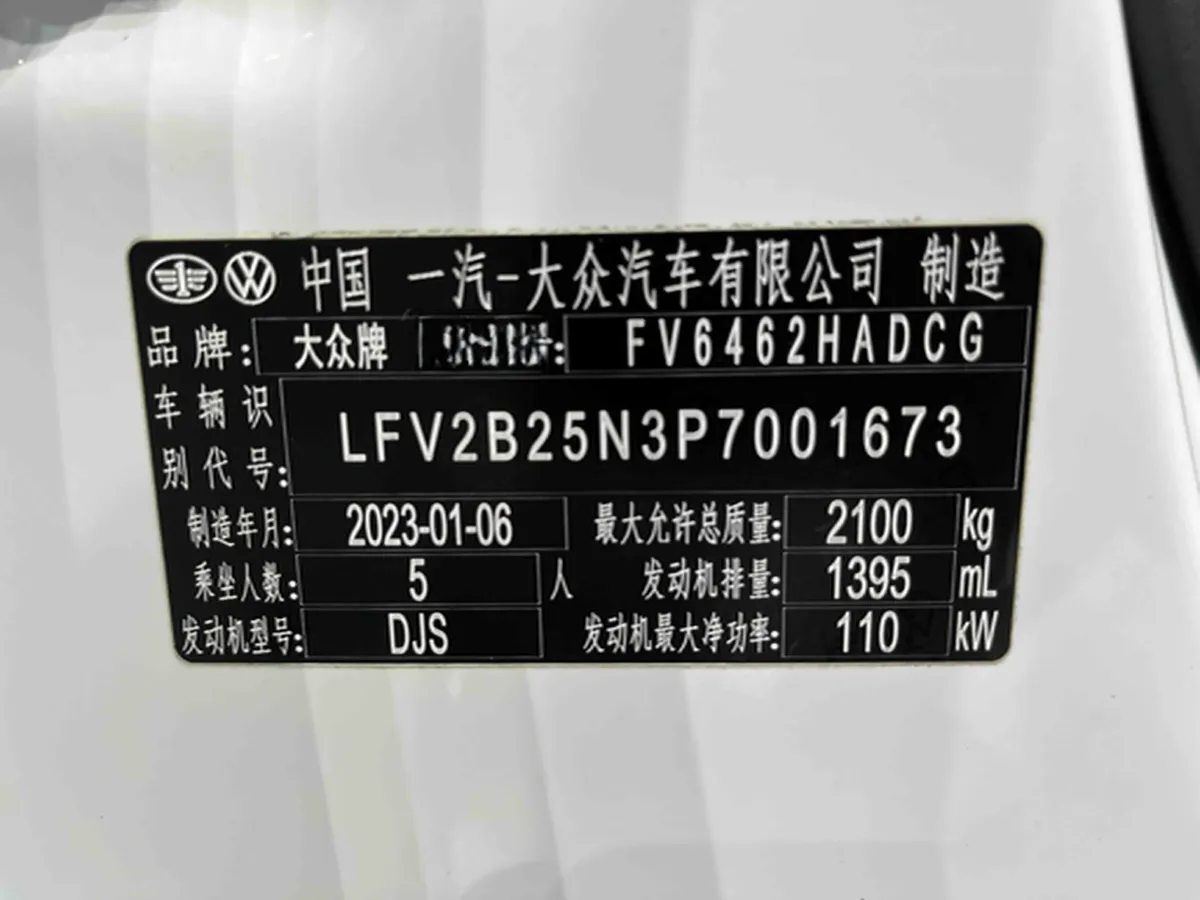 中国 一汽-大众汽车有限公司 制造
品牌: 大众牌 : FV6462HADCG
车辆识
别代号: LFV2B25N3P7001673
制造年月: 2023-01-06 最大允许总质量: 2100 kg
乘坐人数: 5 人 发动机排量: 1395 mL
发动机型号: DJS 发动机最大净功率: 110 kW